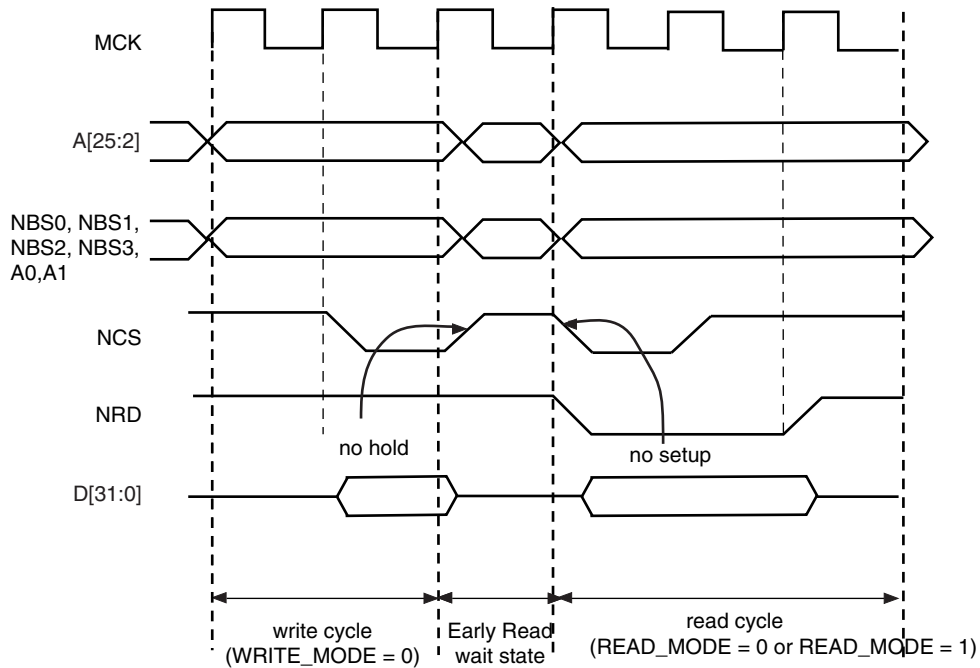 MCK
A[25:2]
NBS0, NBS1,
NBS2, NBS3,
A0,A1
NCS
NRD
no hold
no setup
D[31:0]
write cycle
(WRITE_MODE = 0)
Early Read
wait state
read cycle
(READ_MODE = 0 or READ_MODE = 1)